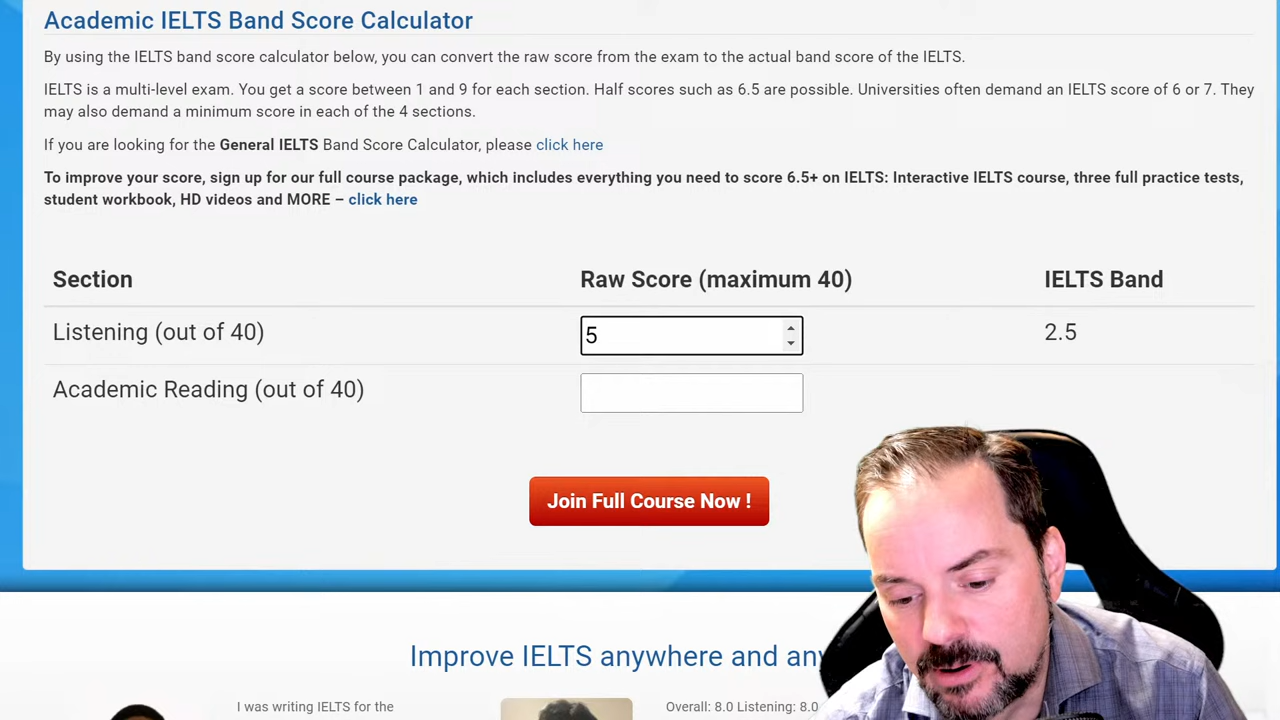 Academic IELTS Band Score Calculator
By using the IELTS band score calculator below, you can convert the raw score from the exam to the actual band score of the IELTS.
IELTS is a multi-level exam. You get a score between 1 and 9 for each section. Half scores such as 6.5 are possible. Universities often demand an IELTS score of 6 or 7. They
may also demand a minimum score in each of the 4 sections.
If you are looking for the General IELTS Band Score Calculator, please click here
To improve your score, sign up for our full course package, which includes everything you need to score 6.5+ on IELTS: Interactive IELTS course, three full practice tests,
student workbook, HD videos and MORE – click here
Section Raw Score (maximum 40) IELTS Band
Listening (out of 40) 5 2.5
Academic Reading (out of 40)
Join Full Course Now !
Improve IELTS anywhere and
I was writing IELTS for the
Overall: 8.0 Listening: 8.0